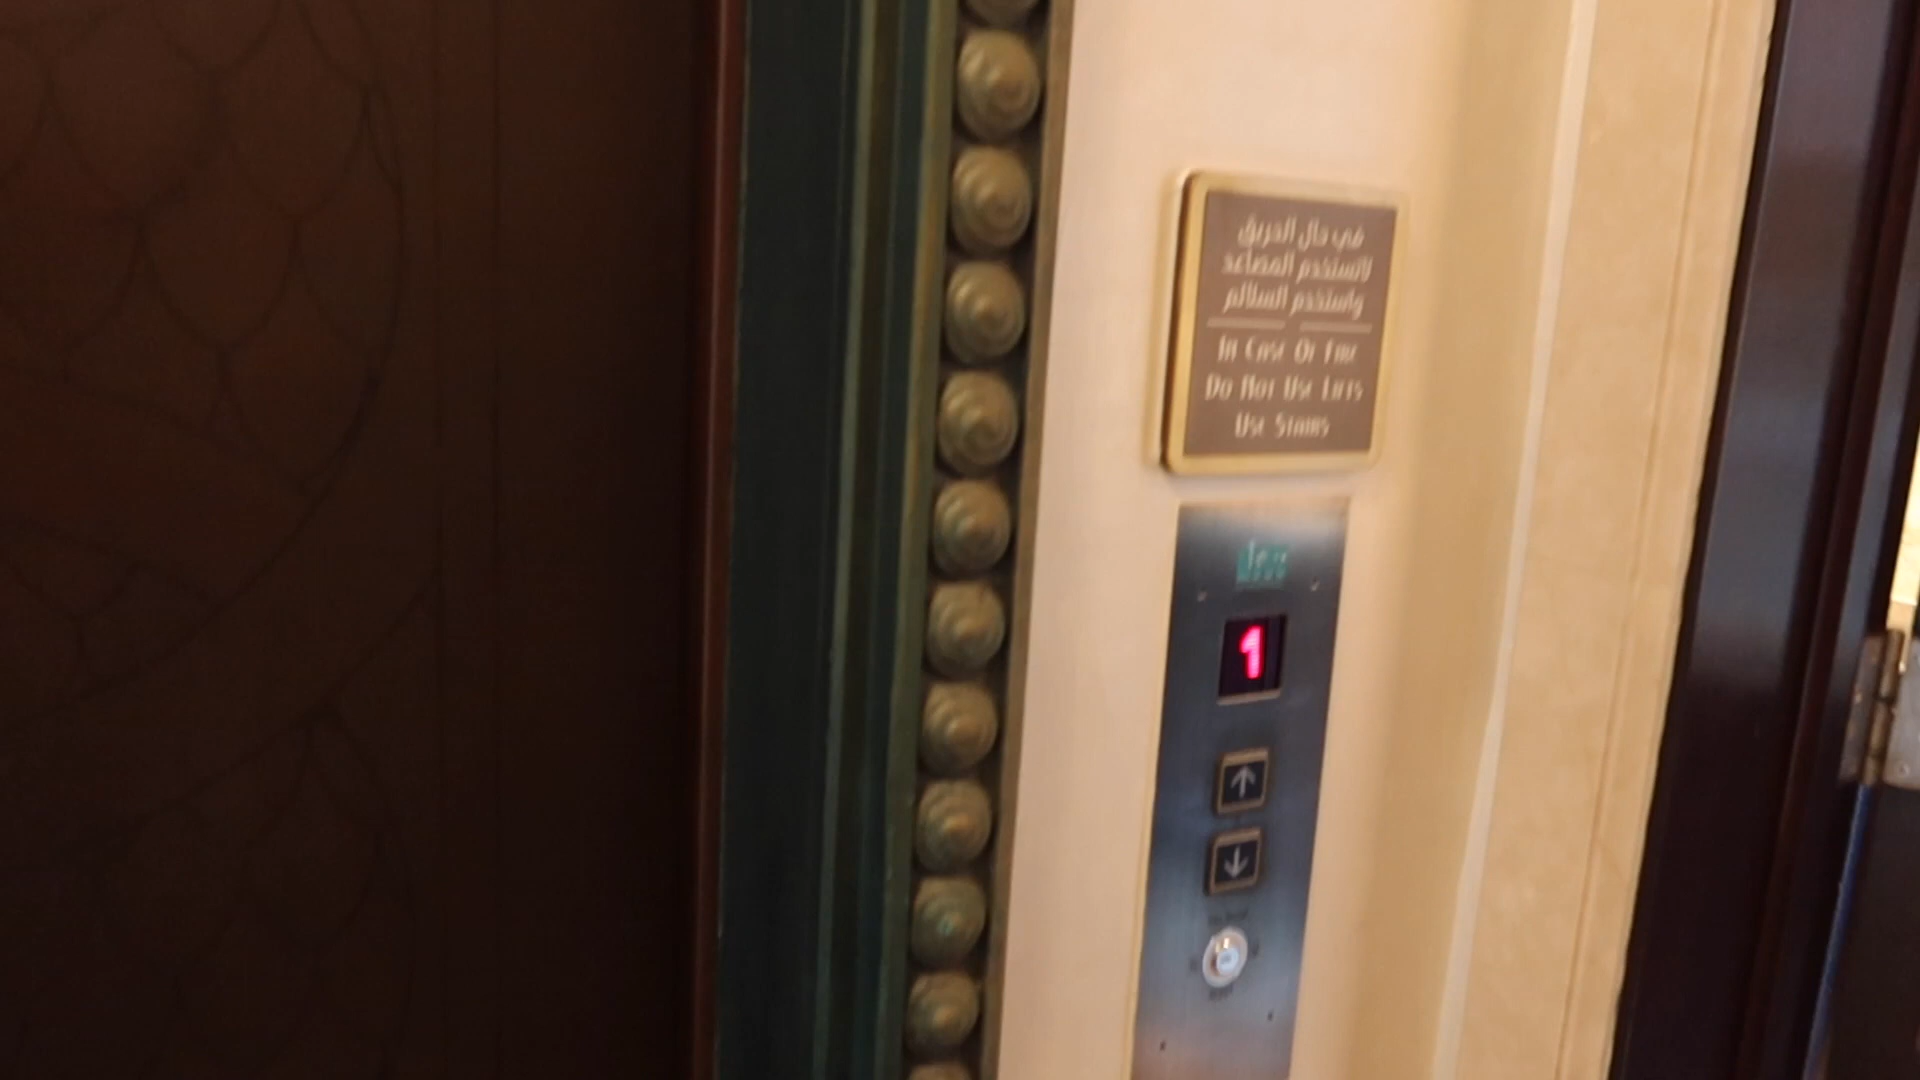 في حال الحريق
لاتستخدم المصاعد
واستخدم السلالم
In Case Of Fire
Do Not Use Lifts
Use Stairs
1